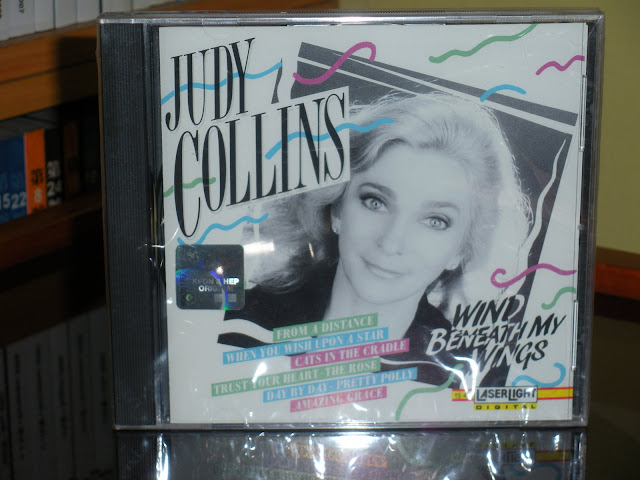 JUDY
COLLINS
FROM A DISTANCE
WHEN YOU WISH UPON A STAR
CATS IN THE CRADLE
TRUST YOUR HEART·THE ROSE
DAY BY DAY·PRETTY POLLY
AMAZING GRACE
WIND
BENEATH MY
WINGS
LASERLIGHT
DIGITAL